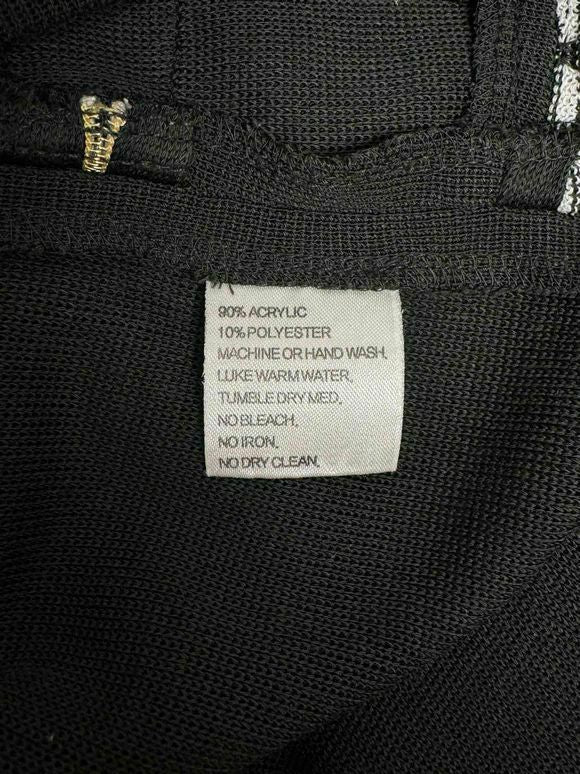 90% ACRYLIC
10% POLYESTER
MACHINE OR HAND WASH.
LUKE WARM WATER.
TUMBLE DRY MED.
NO BLEACH.
NO IRON.
NO DRY CLEAN.